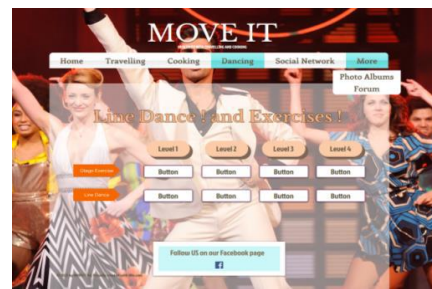 MOVE IT
Home Travelling Cooking Dancing Social Network More
Photo Albums
Forum
Line Dance ! and Exercises !
Level 1 Level 2 Level 3 Level 4
Button Button Button Button
Line Dance Button Button Button Button
Follow US on our Facebook page